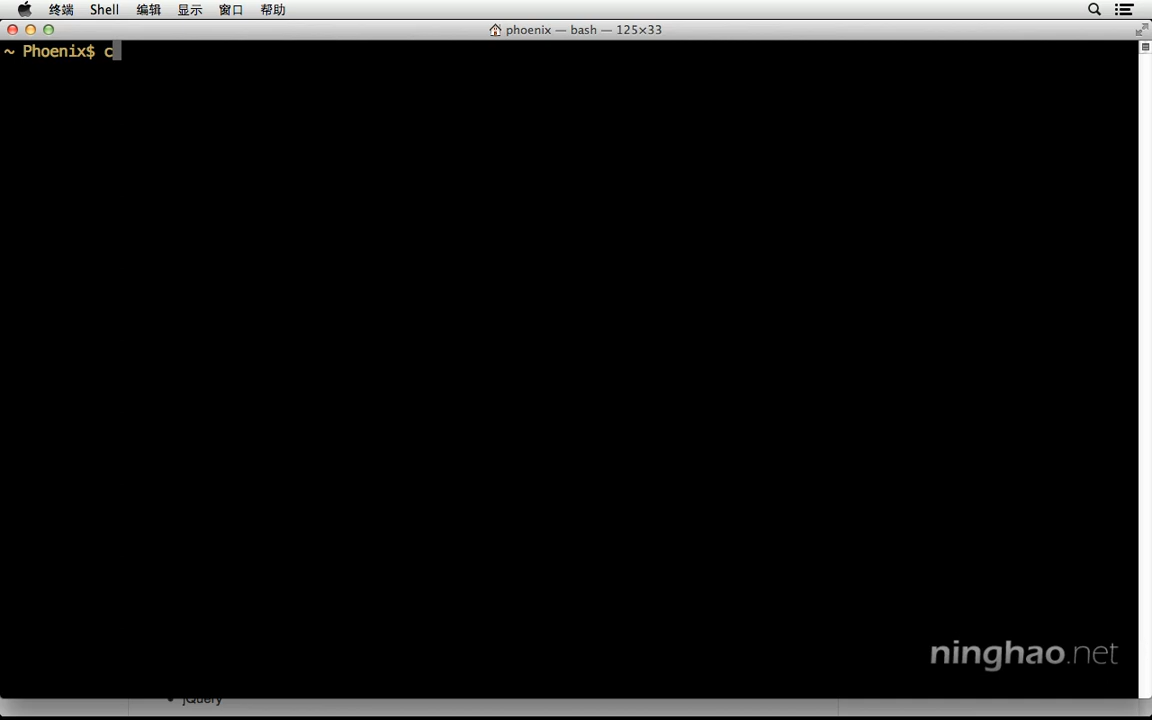 终端 Shell 编辑 显示 窗口 帮助
phoenix — bash — 125×33
~ Phoenix$ c
ninghao.net
jQuery